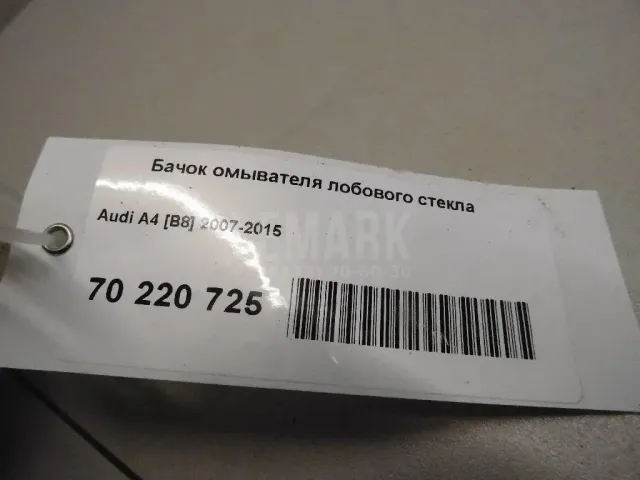 Бачок омывателя лобового стекла
Audi A4 [B8] 2007-2015
70 220 725